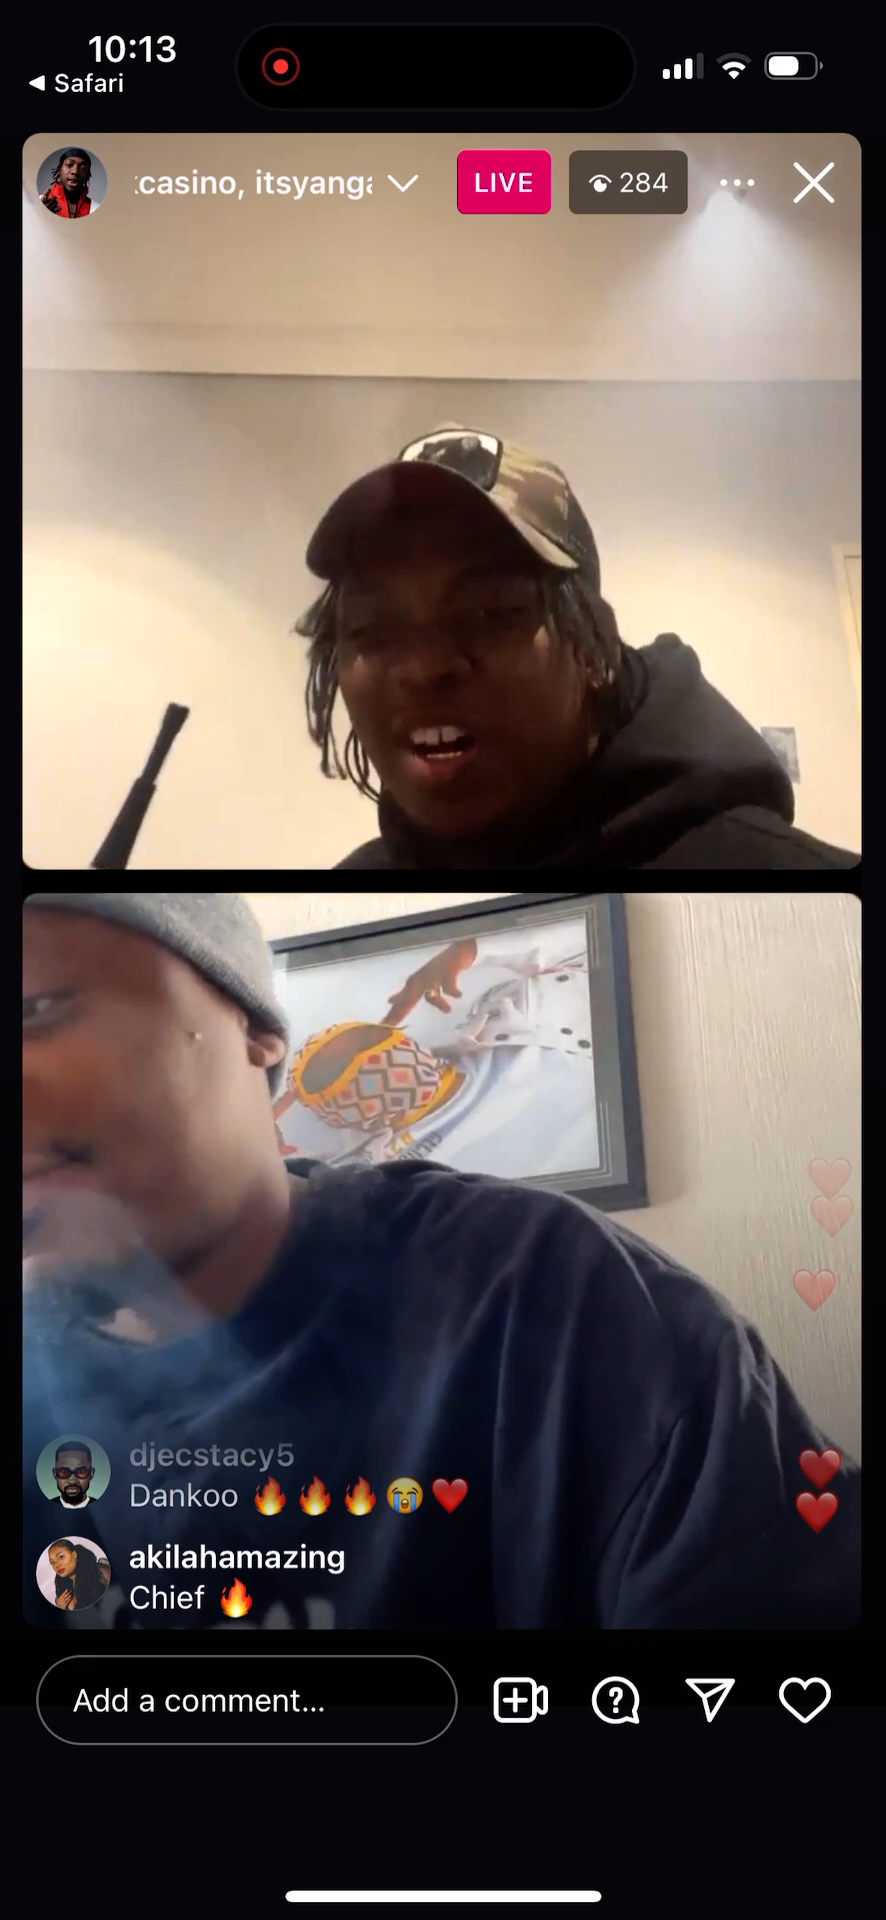 10:13
Safari
casino, itsyang
LIVE
284
djecstacy5
Dankoo 🔥🔥🔥😭❤️
akilahamazing
Chief 🔥
Add a comment...